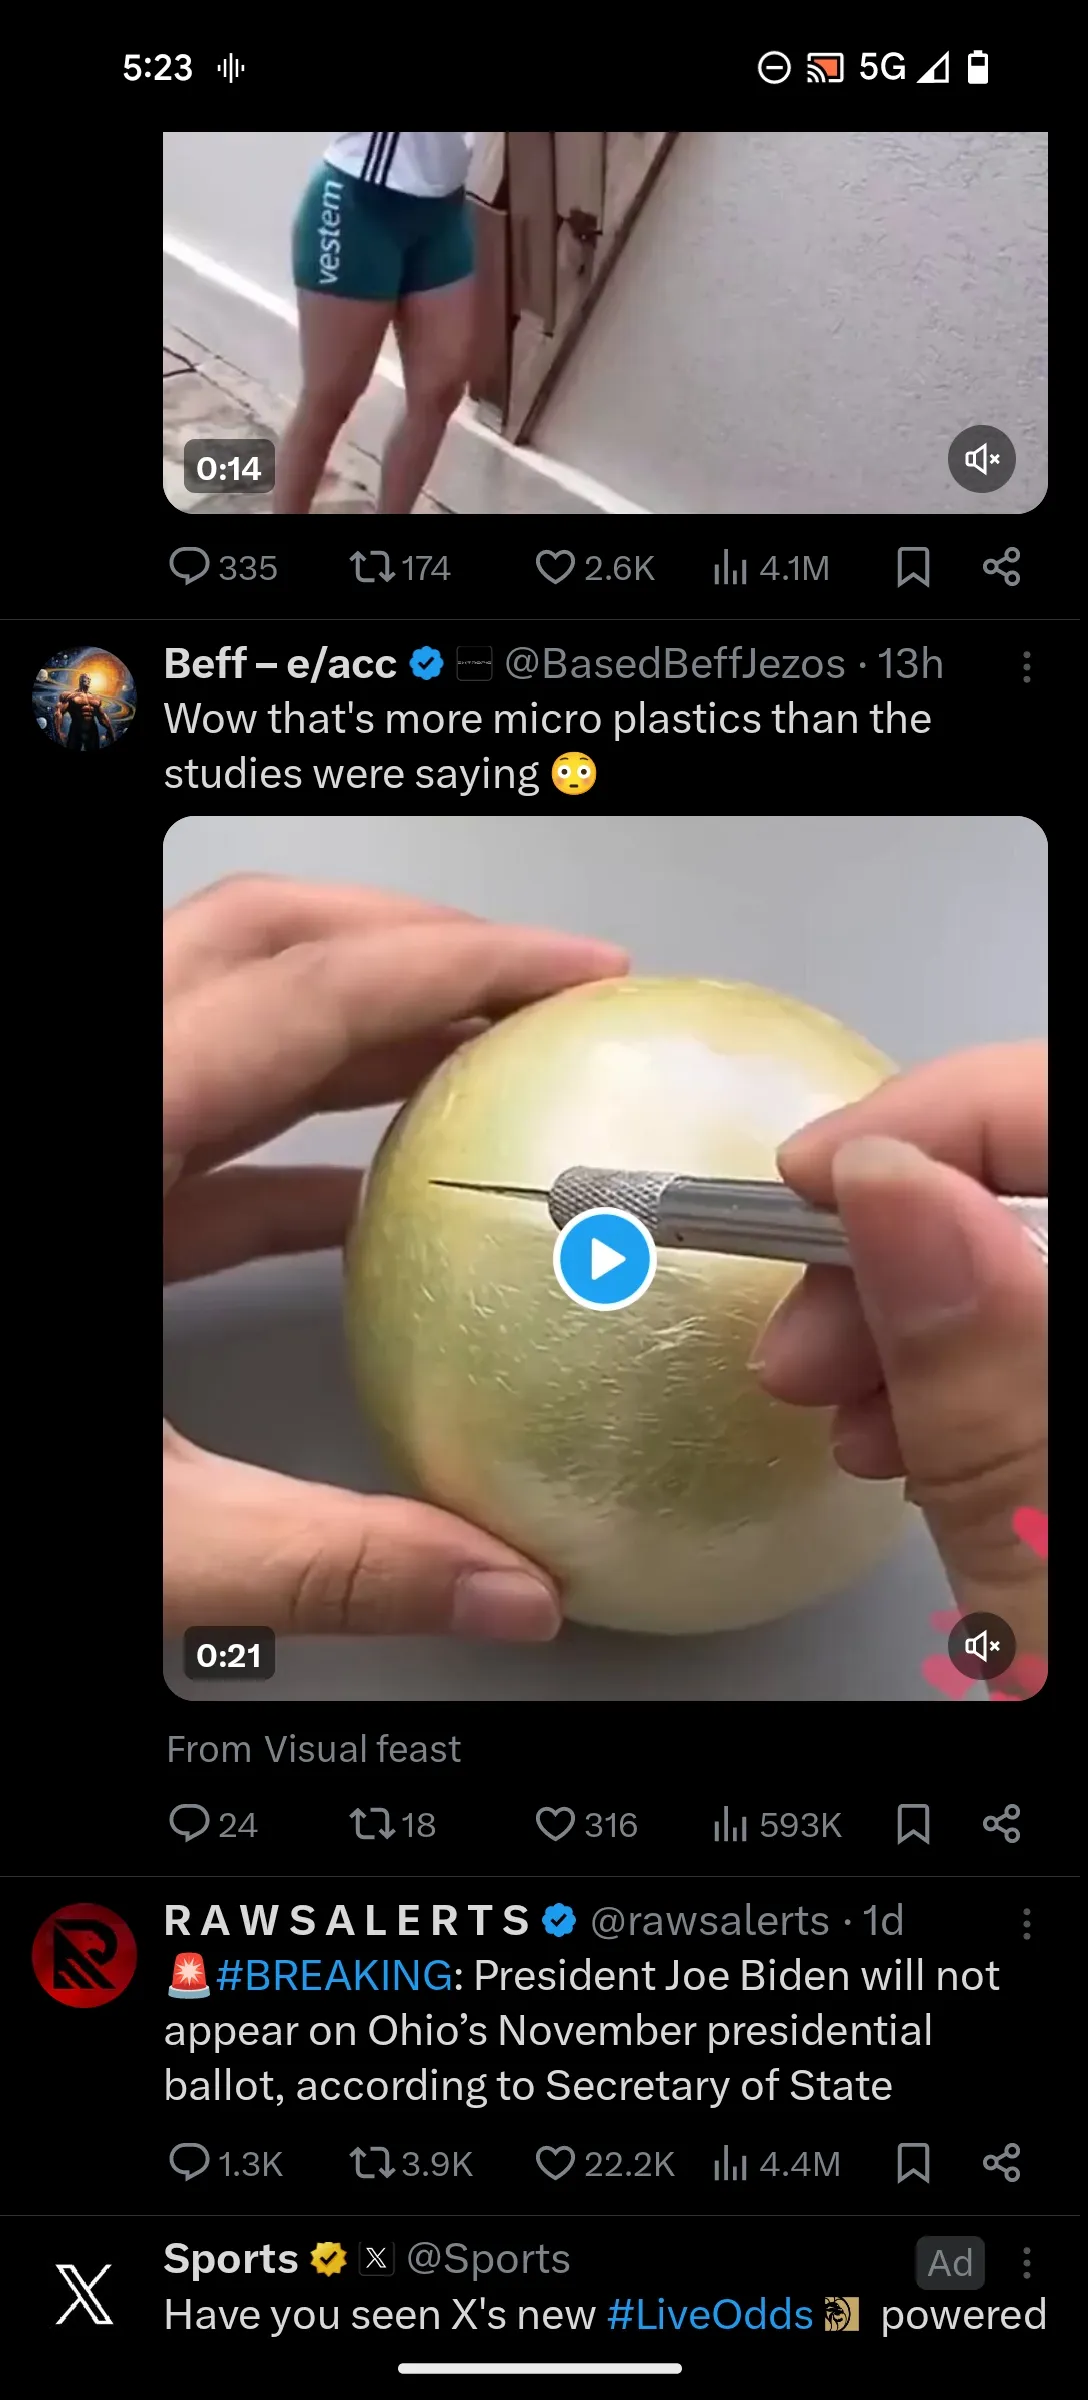 5:23 5G
vestem
0:14
335 174 2.6K 4.1M
Beff – e/acc @BasedBeffJezos · 13h
Wow that's more micro plastics than the
studies were saying 😳
0:21
From Visual feast
24 18 316 593K
R A W S A L E R T S @rawsalerts · 1d
🚨#BREAKING: President Joe Biden will not
appear on Ohio’s November presidential
ballot, according to Secretary of State
1.3K 3.9K 22.2K 4.4M
Sports X @Sports Ad
Have you seen X's new #LiveOdds powered